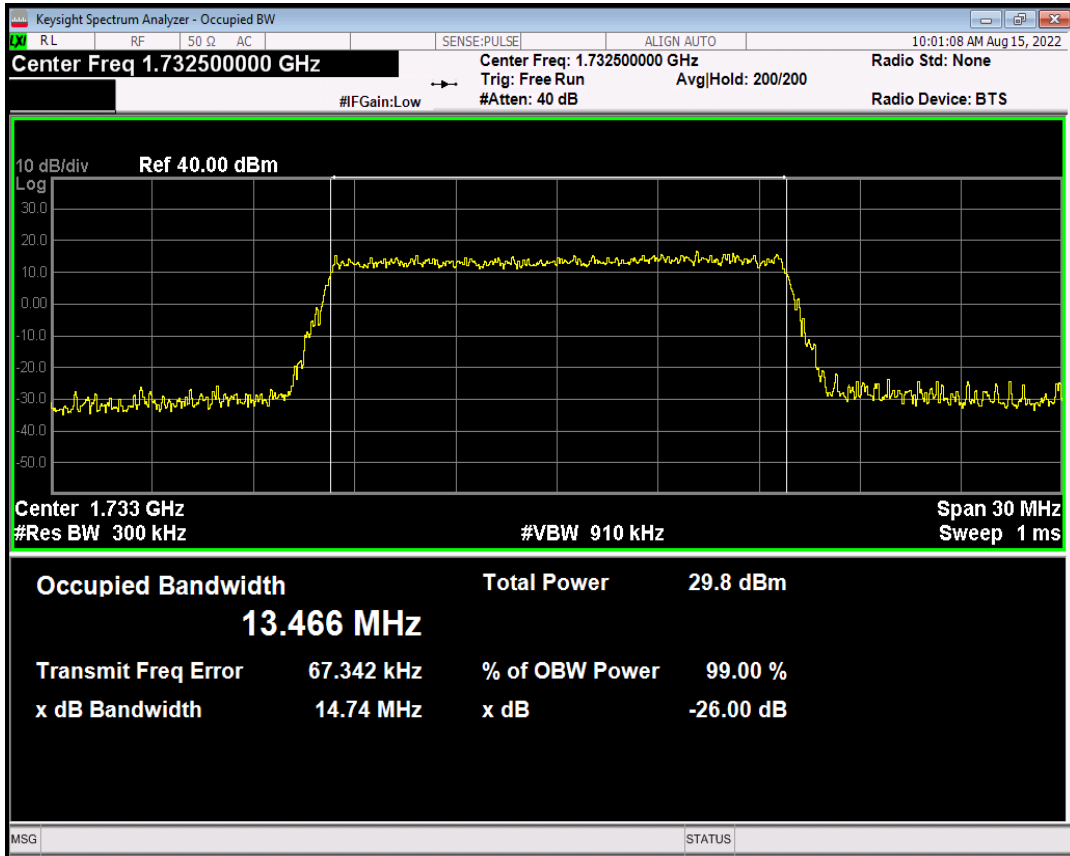 Keysight Spectrum Analyzer - Occupied BW
LXI RL RF 50 Ω AC SENSE:PULSE ALIGN AUTO 10:01:08 AM Aug 15, 2022
Center Freq 1.732500000 GHz Center Freq: 1.732500000 GHz Radio Std: None
Trig: Free Run Avg|Hold: 200/200
#IFGain:Low #Atten: 40 dB Radio Device: BTS
10 dB/div Ref 40.00 dBm
Log
30.0
20.0
10.0
0.00
-10.0
-20.0
-30.0
-40.0
-50.0
Center 1.733 GHz Span 30 MHz
#Res BW 300 kHz #VBW 910 kHz Sweep 1 ms
Occupied Bandwidth Total Power 29.8 dBm
13.466 MHz
Transmit Freq Error 67.342 kHz % of OBW Power 99.00 %
x dB Bandwidth 14.74 MHz x dB -26.00 dB
MSG STATUS